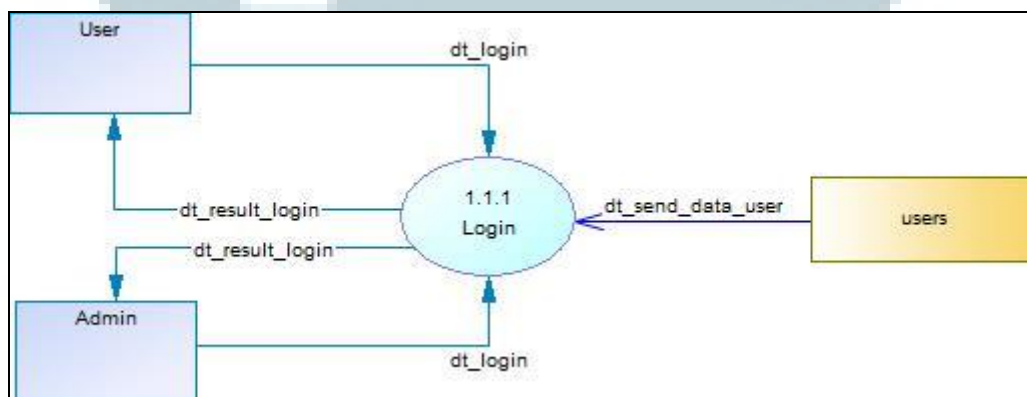 User
dt_login
1.1.1
Login
dt_send_data_user
users
dt_result_login
dt_result_login
Admin
dt_login